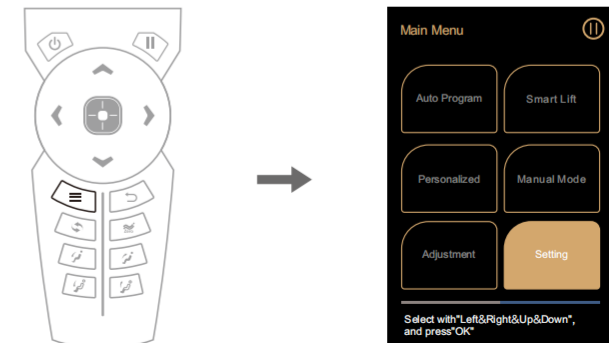 Main Menu
Auto Program
Smart Lift
Personalized
Manual Mode
Adjustment
Setting
Select with"Left&Right&Up&Down",
and press"OK"